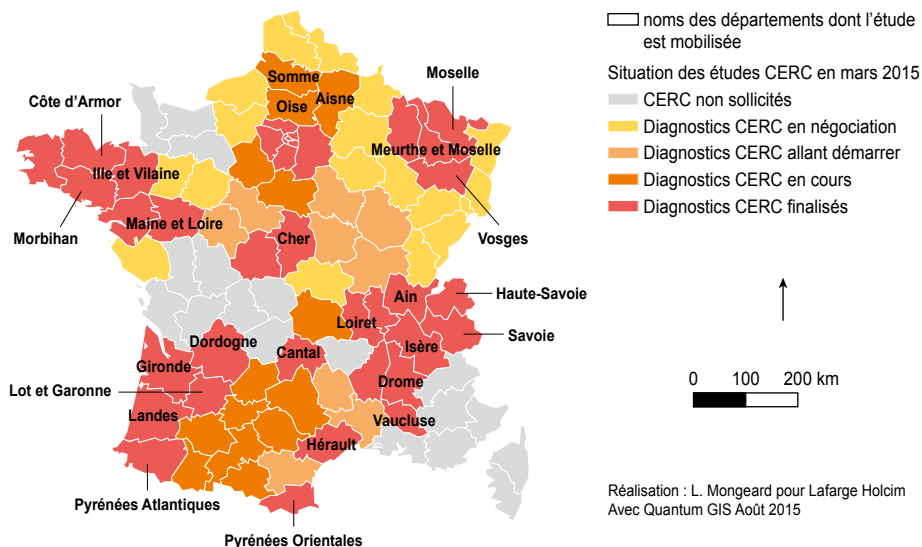 noms des départements dont l'étude
est mobilisée
Situation des études CERC en mars 2015
CERC non sollicités
Diagnostics CERC en négociation
Diagnostics CERC allant démarrer
Diagnostics CERC en cours
Diagnostics CERC finalisés
Somme
Oise
Aisne
Moselle
Côte d'Armor
Meurthe et Moselle
Ille et Vilaine
Morbihan
Maine et Loire
Cher
Vosges
Ain
Haute-Savoie
Loiret
Savoie
Isère
Dordogne
Cantal
Gironde
Drome
Lot et Garonne
Landes
Vaucluse
Hérault
Pyrénées Atlantiques
Pyrénées Orientales
0 100 200 km
Réalisation : L. Mongeard pour Lafarge Holcim
Avec Quantum GIS Août 2015